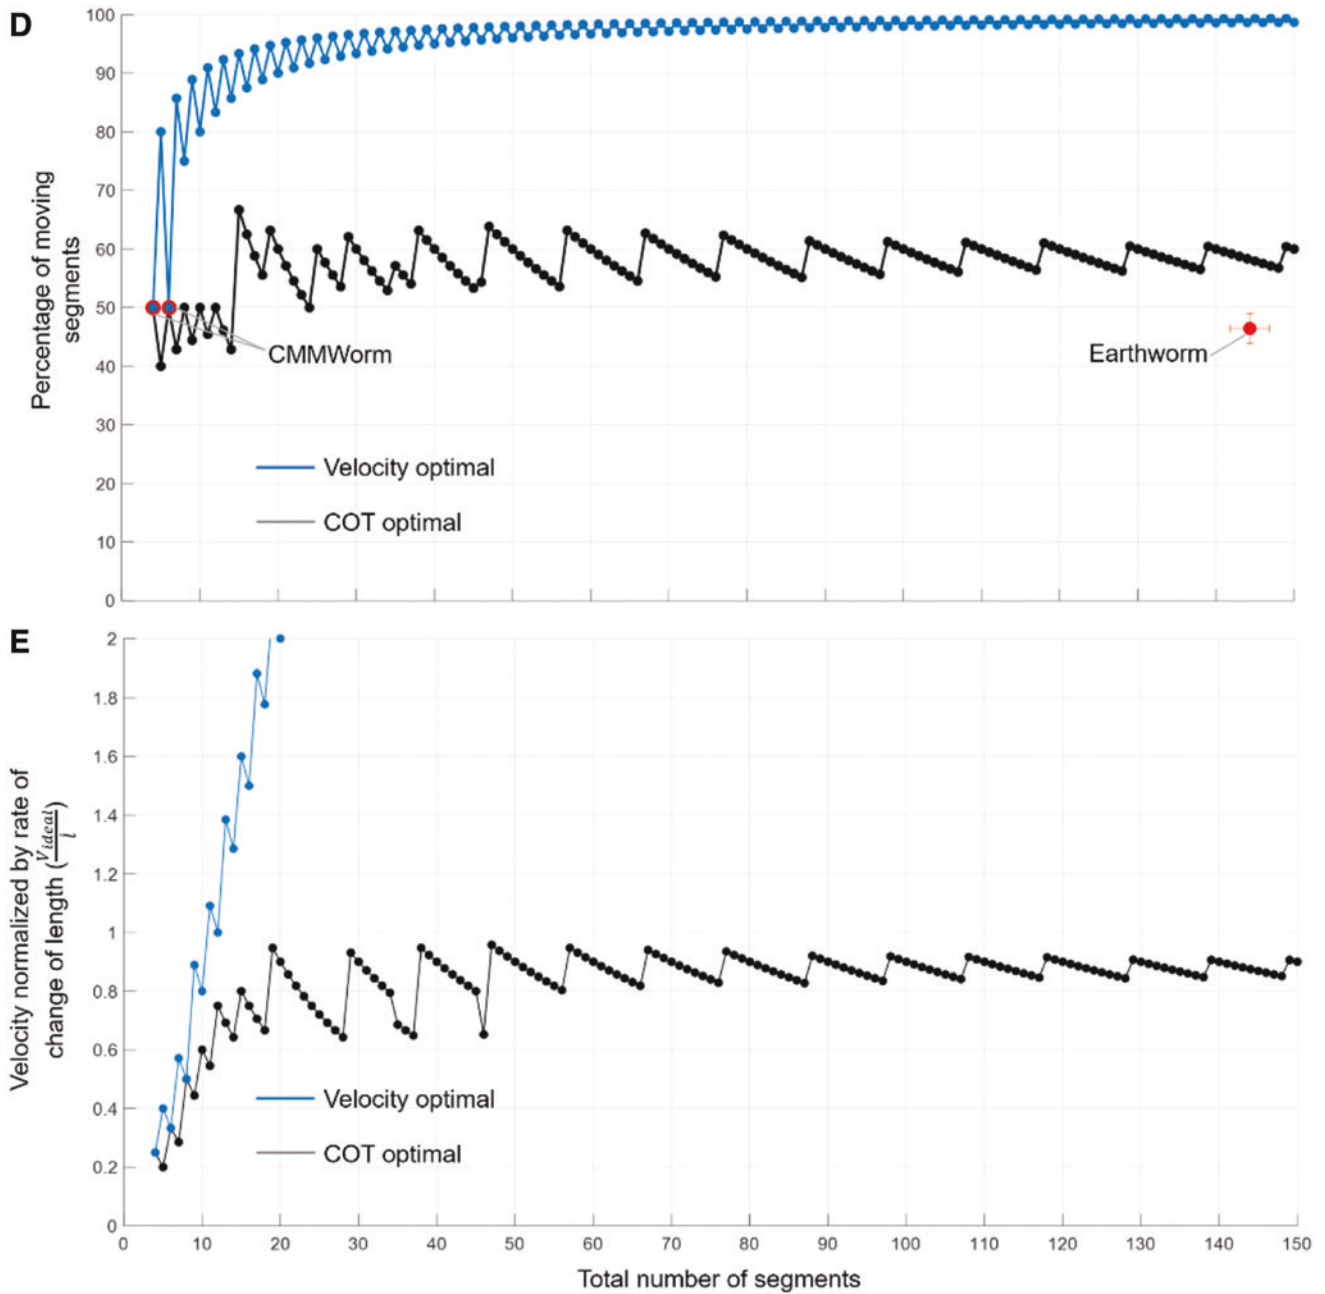 D
100
90
80
70
60
50
40
30
20
10
0
Percentage of moving
segments
CMMWorm
Earthworm
Velocity optimal
COT optimal
E
2
1.8
1.6
1.4
1.2
1
0.8
0.6
0.4
0.2
0
Velocity normalized by rate of
change of length (V_ideal / l̇)
Velocity optimal
COT optimal
0 10 20 30 40 50 60 70 80 90 100 110 120 130 140 150
Total number of segments